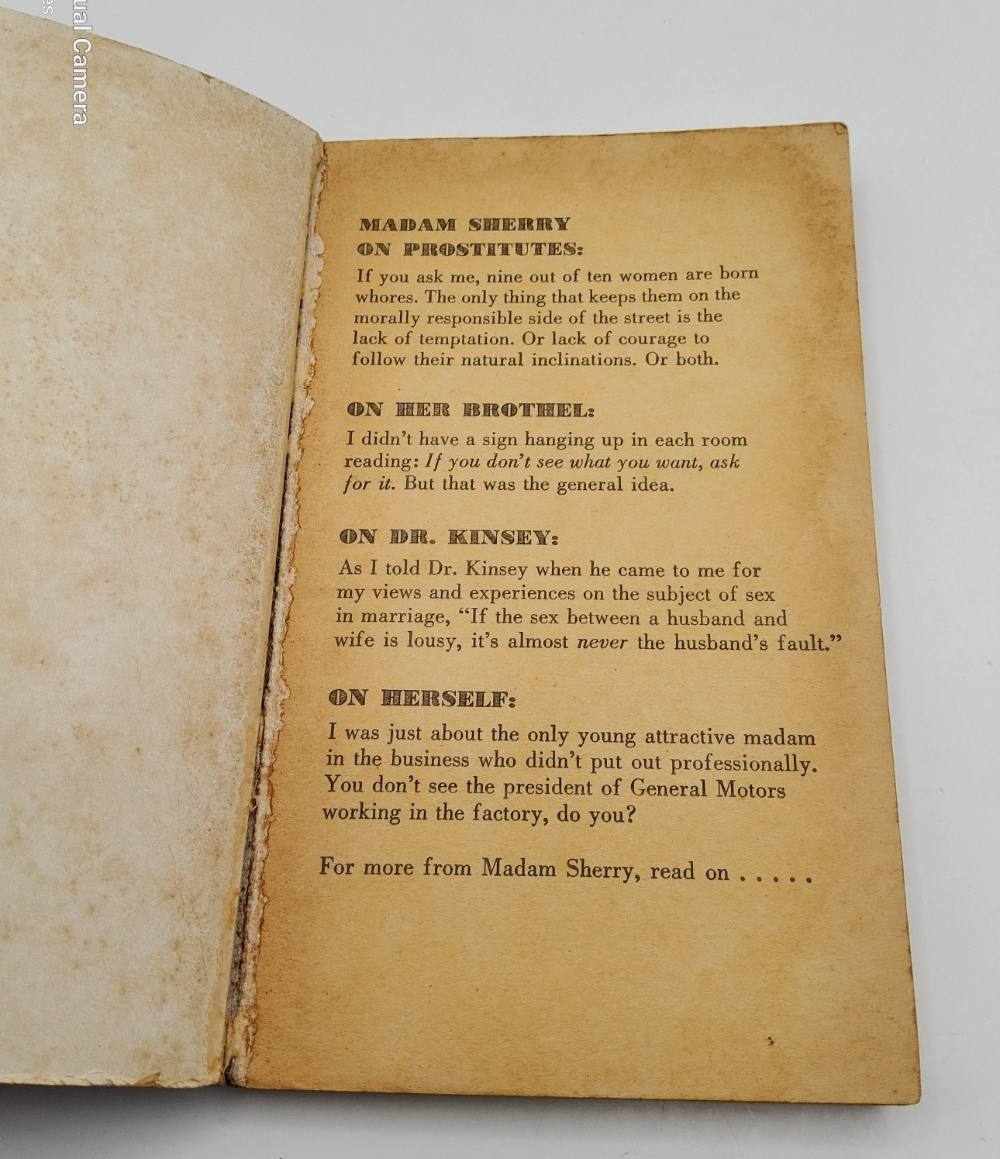 ual Camera
MADAM SHERRY
ON PROSTITUTES:
If you ask me, nine out of ten women are born
whores. The only thing that keeps them on the
morally responsible side of the street is the
lack of temptation. Or lack of courage to
follow their natural inclinations. Or both.
ON HER BROTHEL:
I didn't have a sign hanging up in each room
reading: If you don't see what you want, ask
for it. But that was the general idea.
ON DR. KINSEY:
As I told Dr. Kinsey when he came to me for
my views and experiences on the subject of sex
in marriage, “If the sex between a husband and
wife is lousy, it's almost never the husband's fault.”
ON HERSELF:
I was just about the only young attractive madam
in the business who didn't put out professionally.
You don't see the president of General Motors
working in the factory, do you?
For more from Madam Sherry, read on . . . . .